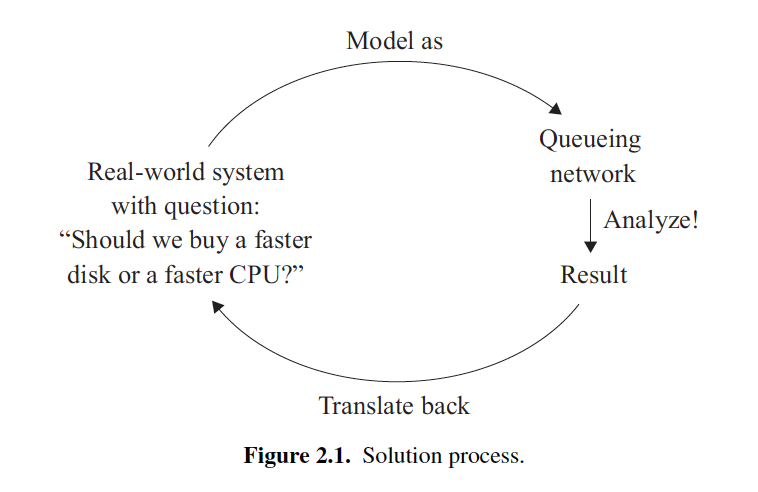 Model as
Queueing
network
Real-world system
with question:
“Should we buy a faster
disk or a faster CPU?”
Analyze!
Result
Translate back
Figure 2.1. Solution process.